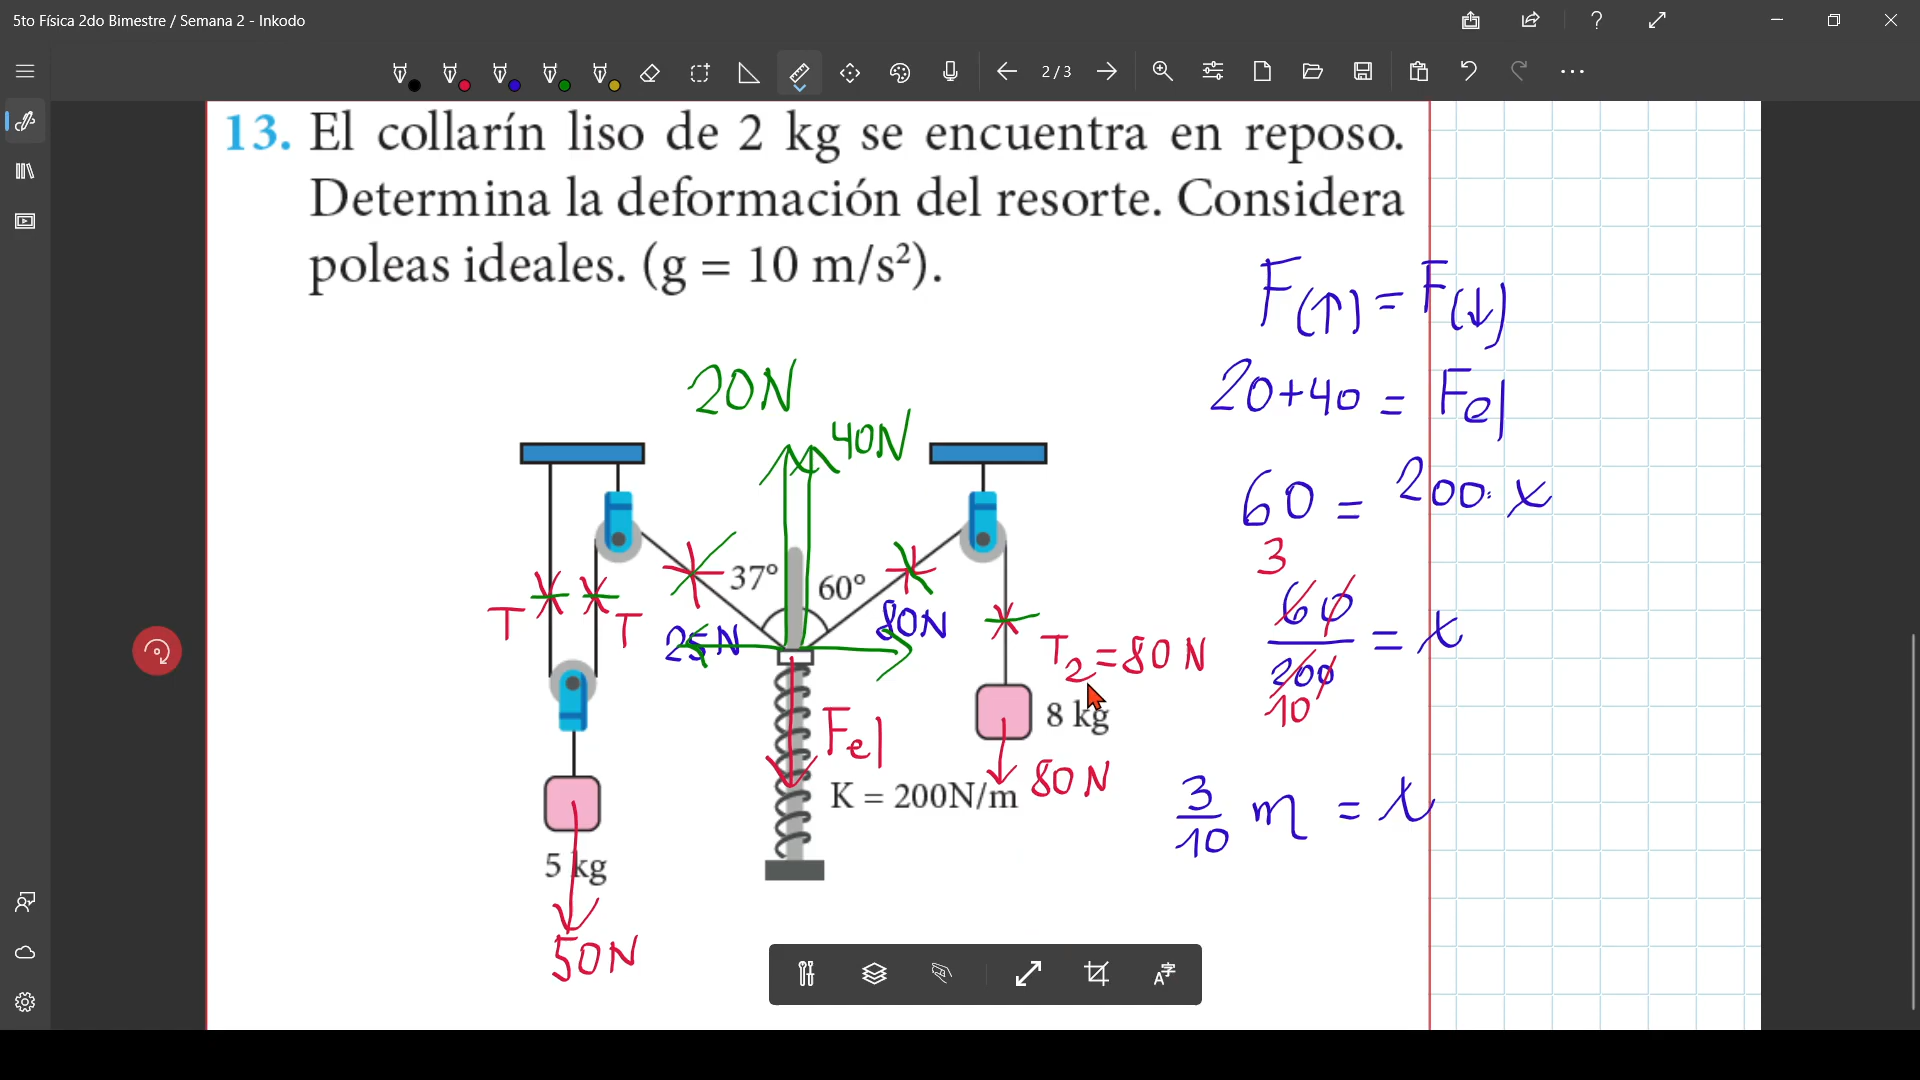 5to Física 2do Bimestre / Semana 2 - Inkodo
2/3
13. El collarín liso de 2 kg se encuentra en reposo.
Determina la deformación del resorte. Considera
poleas ideales. (g = 10 m/s²).
F(↑) = F(↓)
20+40 = Fel
60 = 200. x
3
60/200 = x
10
3/10 m = x
20N
40N
37°
60°
T
T
25N
80N
T2=80N
8 kg
Fel
80N
K = 200N/m
5 kg
50N